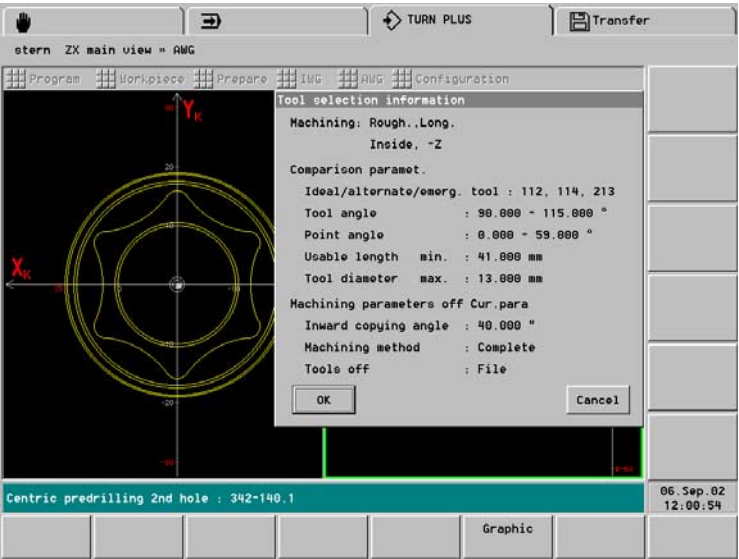 TURN PLUS
Transfer
stern ZX main view » AWG
Program Workpiece Prepare IWG AWG Configuration
Tool selection information
Machining: Rough.,Long.
Inside, -Z
Comparison paramet.
Ideal/alternate/emerg. tool : 112, 114, 213
Tool angle : 90.000 - 115.000 °
Point angle : 0.000 - 59.000 °
Usable length min. : 41.000 mm
Tool diameter max. : 13.000 mm
Machining parameters off Cur.para
Inward copying angle : 40.000 °
Machining method : Complete
Tools off : File
OK Cancel
YK
20
XK
-20
Centric predrilling 2nd hole : 342-140.1
06.Sep.02
12:00:54
Graphic